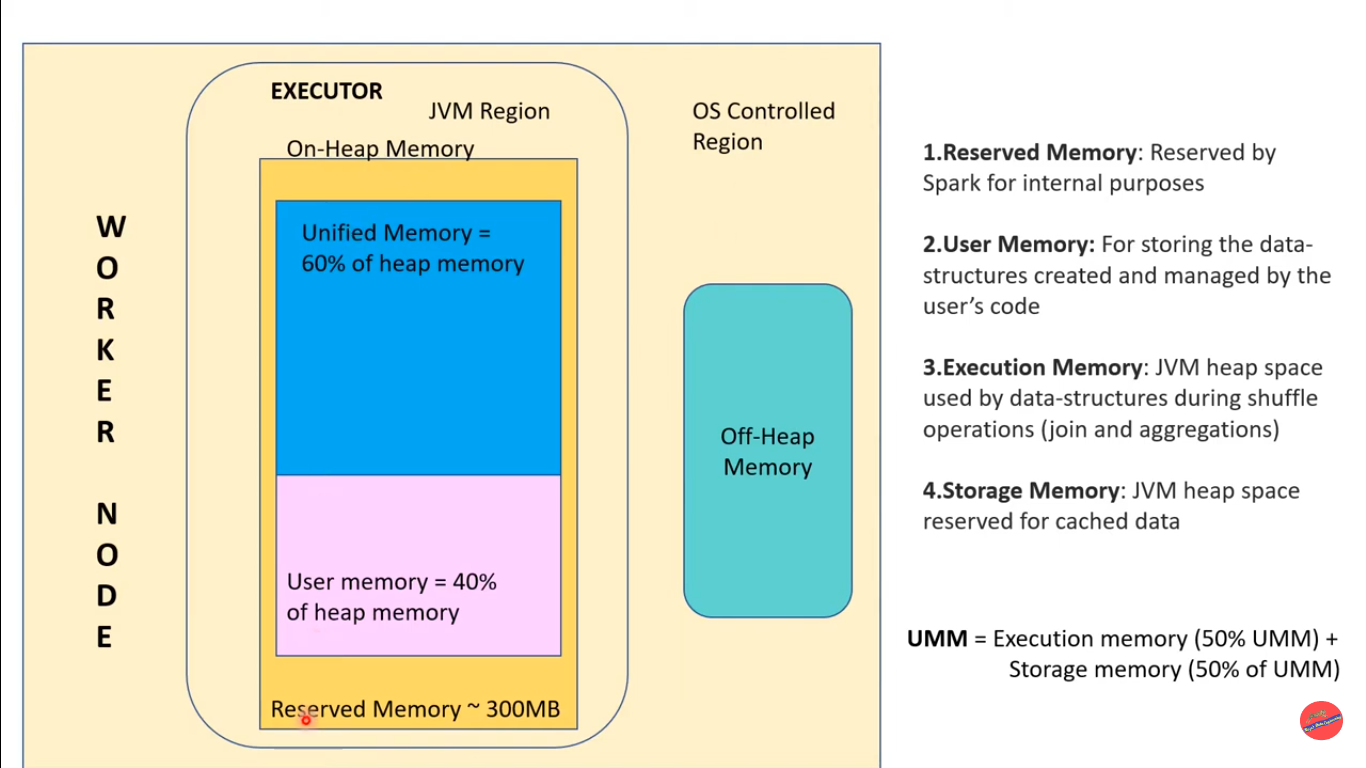 EXECUTOR
JVM Region
On-Heap Memory
OS Controlled
Region
W
O
R
K
E
R
N
O
D
E
Unified Memory =
60% of heap memory
User memory = 40%
of heap memory
Reserved Memory ~ 300MB
Off-Heap
Memory
1.Reserved Memory: Reserved by
Spark for internal purposes
2.User Memory: For storing the data-
structures created and managed by the
user’s code
3.Execution Memory: JVM heap space
used by data-structures during shuffle
operations (join and aggregations)
4.Storage Memory: JVM heap space
reserved for cached data
UMM = Execution memory (50% UMM) +
Storage memory (50% of UMM)